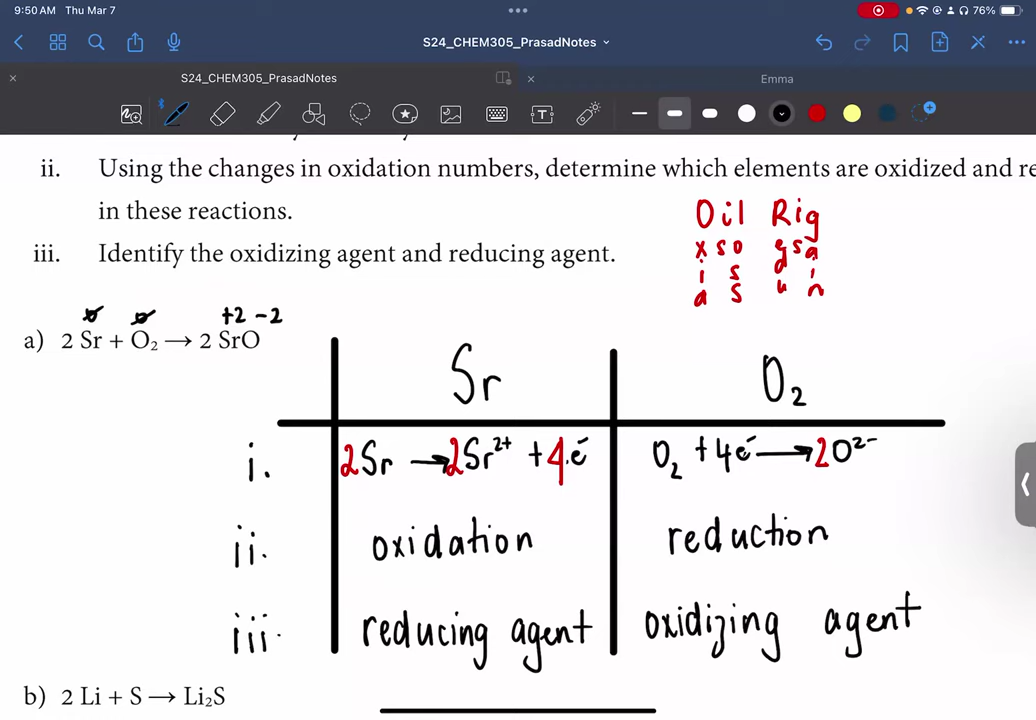 9:50 AM Thu Mar 7
76%
S24_CHEM305_PrasadNotes
S24_CHEM305_PrasadNotes
Emma
ii. Using the changes in oxidation numbers, determine which elements are oxidized and re
in these reactions.
Oil Rig
iii. Identify the oxidizing agent and reducing agent.
x s o g s a
i s i
a s u n
0 0 +2 -2
a) 2 Sr + O₂ → 2 SrO
Sr O₂
i. 2Sr → 2Sr²⁺ + 4e⁻ O₂ + 4e⁻ → 2O²⁻
ii. oxidation reduction
iii. reducing agent oxidizing agent
b) 2 Li + S → Li₂S